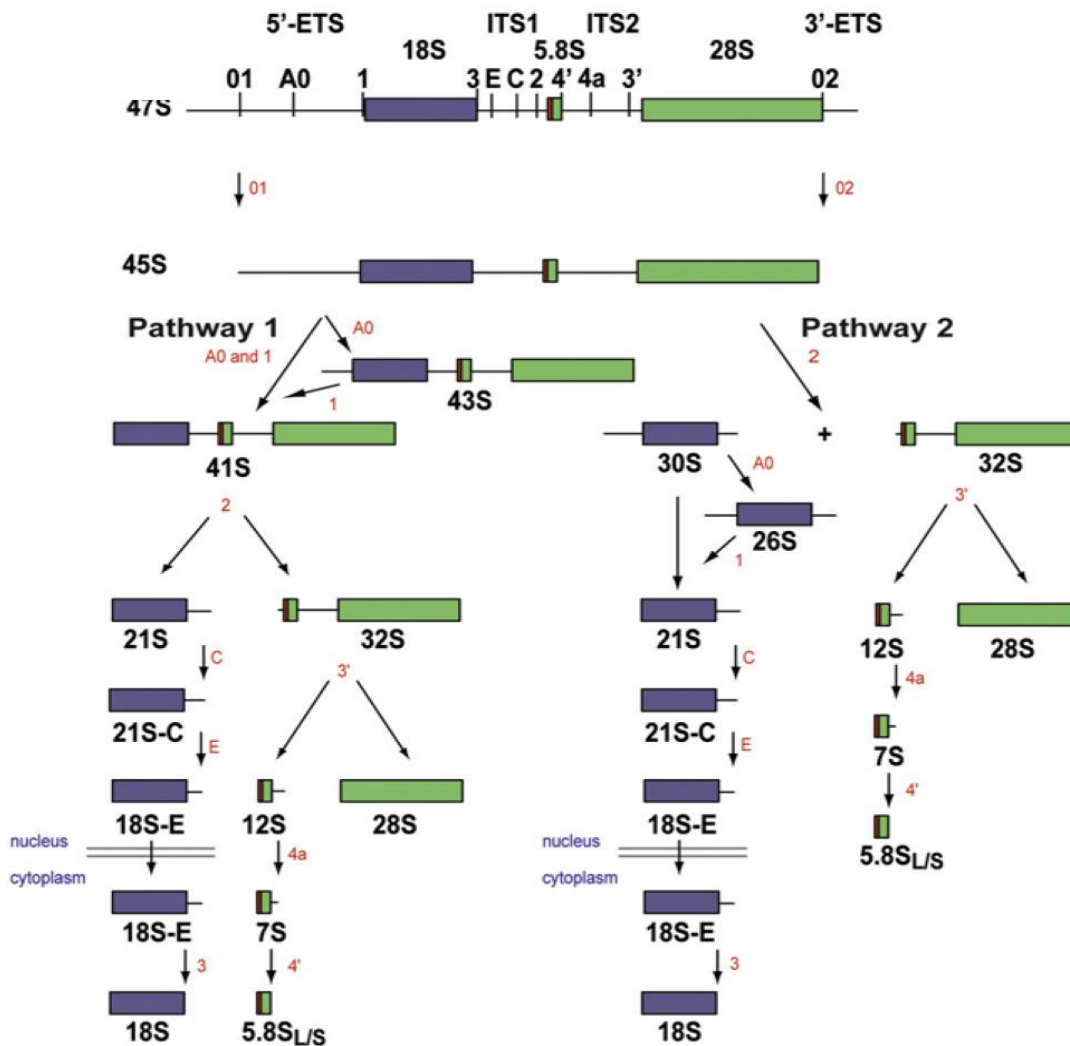 5'-ETS ITS1 ITS2 3'-ETS
18S 5.8S 28S
01 A0 1 3 E C 2 4' 4a 3' 02
47S
01 02
45S
Pathway 1 A0 Pathway 2
A0 and 1 2
43S
1
41S + 30S 32S
2 A0 3'
26S
1
21S 32S 21S 12S 28S
C 3' C 4a
21S-C 21S-C 7S
E E 4'
18S-E 12S 28S 18S-E 5.8S L/S
nucleus 4a nucleus
cytoplasm cytoplasm
18S-E 7S 18S-E
3 4' 3
18S 5.8S L/S 18S